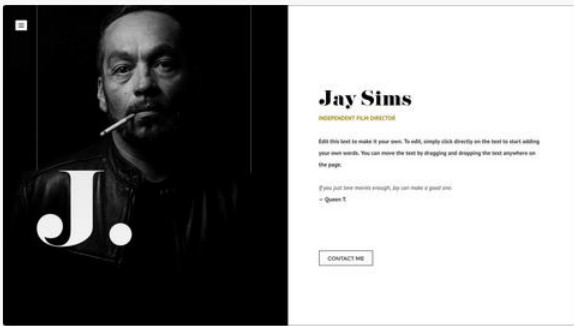 J.
Jay Sims
INDEPENDENT FILM DIRECTOR
Edit this text to make it your own. To edit, simply click directly on the text to start adding
your own words. You can move the text by dragging and dropping the text anywhere on
the page.
If you just love movies enough, Jay can make a good one.
— Queen T.
CONTACT ME